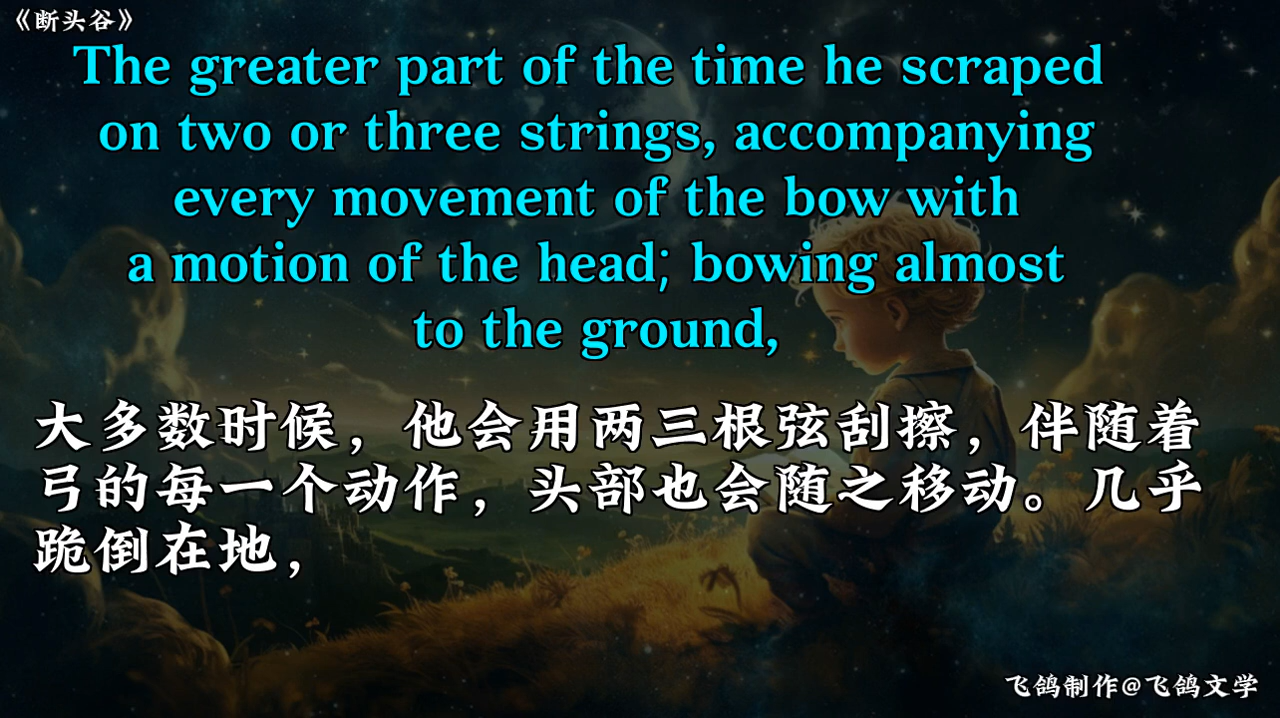 《断头谷》
The greater part of the time he scraped
on two or three strings, accompanying
every movement of the bow with
a motion of the head; bowing almost
to the ground,
大多数时候，他会用两三根弦刮擦，伴随着
弓的每一个动作，头部也会随之移动。几乎
跪倒在地，
飞鸽制作@飞鸽文学